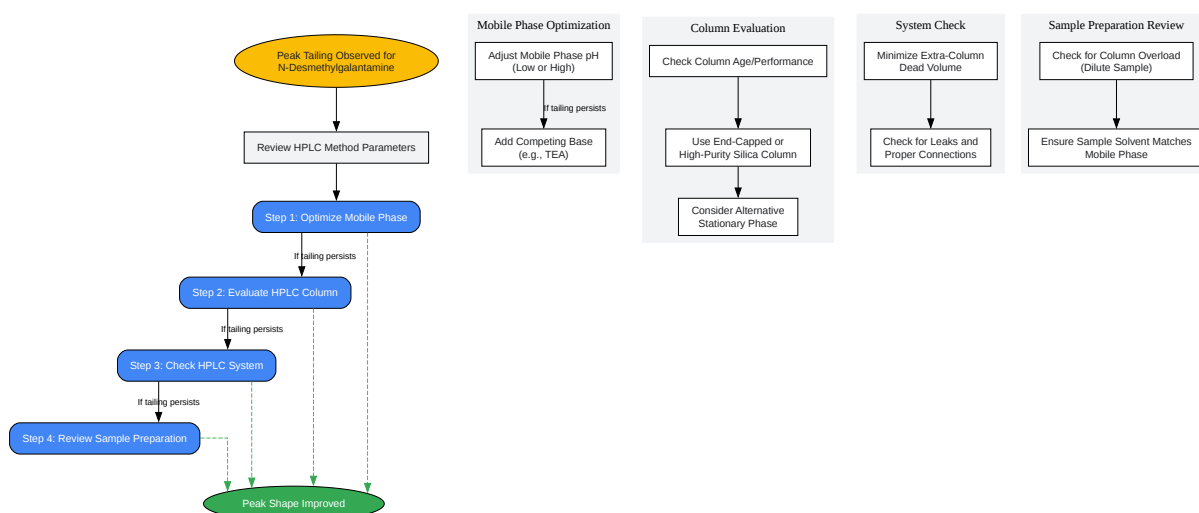 Peak Tailing Observed for
N-Desmethylgalantamine
Review HPLC Method Parameters
Step 1: Optimize Mobile Phase
If tailing persists
Step 2: Evaluate HPLC Column
If tailing persists
Step 3: Check HPLC System
If tailing persists
Step 4: Review Sample Preparation
Peak Shape Improved
Mobile Phase Optimization
Adjust Mobile Phase pH
(Low or High)
If tailing persists
Add Competing Base
(e.g., TEA)
Column Evaluation
Check Column Age/Performance
Use End-Capped or
High-Purity Silica Column
Consider Alternative
Stationary Phase
System Check
Minimize Extra-Column
Dead Volume
Check for Leaks and
Proper Connections
Sample Preparation Review
Check for Column Overload
(Dilute Sample)
Ensure Sample Solvent Matches
Mobile Phase